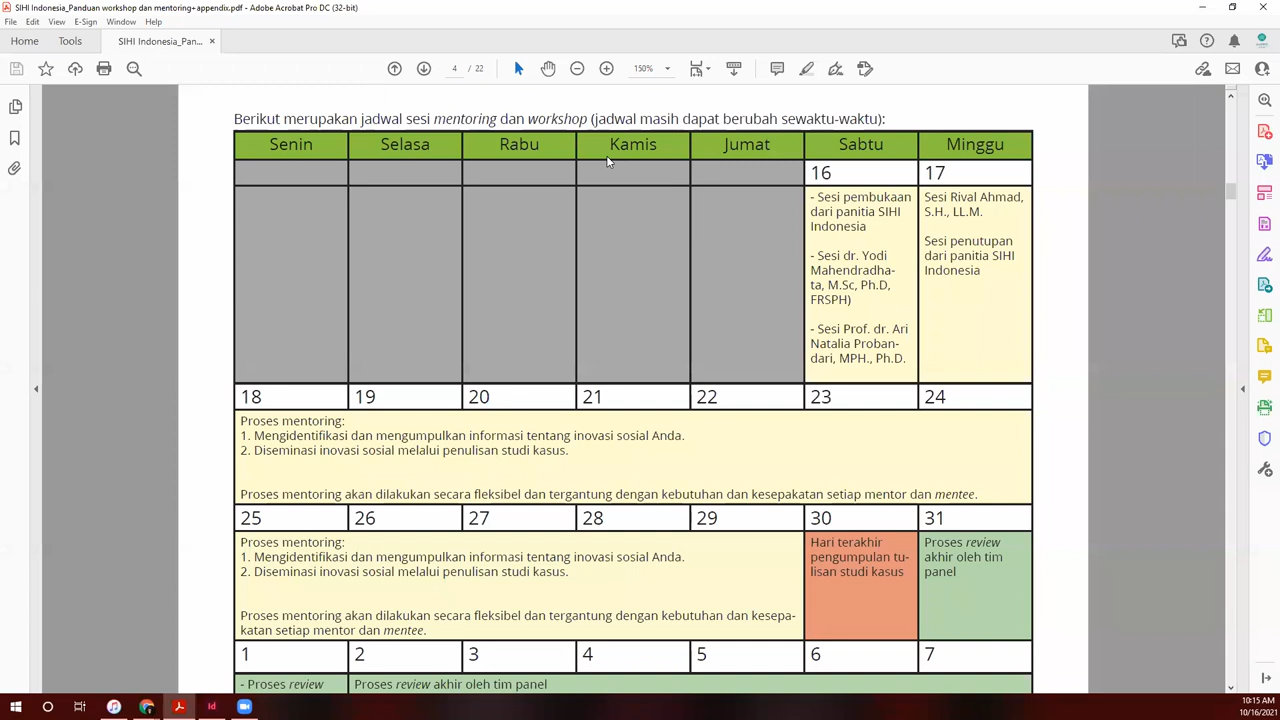 SIHI Indonesia_Panduan workshop dan mentoring+appendix.pdf - Adobe Acrobat Pro DC (32-bit)
File Edit View E-Sign Window Help
Home Tools SIHI Indonesia_Pan... ×
4 / 22 150%
Berikut merupakan jadwal sesi mentoring dan workshop (jadwal masih dapat berubah sewaktu-waktu):
Senin Selasa Rabu Kamis Jumat Sabtu Minggu
16 17
- Sesi pembukaan
dari panitia SIHI
Indonesia
- Sesi dr. Yodi
Mahendradha-
ta, M.Sc, Ph.D,
FRSPH)
- Sesi Prof. dr. Ari
Natalia Proban-
dari, MPH., Ph.D.
Sesi Rival Ahmad,
S.H., LL.M.
Sesi penutupan
dari panitia SIHI
Indonesia
18 19 20 21 22 23 24
Proses mentoring:
1. Mengidentifikasi dan mengumpulkan informasi tentang inovasi sosial Anda.
2. Diseminasi inovasi sosial melalui penulisan studi kasus.
Proses mentoring akan dilakukan secara fleksibel dan tergantung dengan kebutuhan dan kesepakatan setiap mentor dan mentee.
25 26 27 28 29 30 31
Proses mentoring:
1. Mengidentifikasi dan mengumpulkan informasi tentang inovasi sosial Anda.
2. Diseminasi inovasi sosial melalui penulisan studi kasus.
Proses mentoring akan dilakukan secara fleksibel dan tergantung dengan kebutuhan dan kesepa-
katan setiap mentor dan mentee.
Hari terakhir
pengumpulan tu-
lisan studi kasus
Proses review
akhir oleh tim
panel
1 2 3 4 5 6 7
- Proses review
Proses review akhir oleh tim panel
10:15 AM
10/16/2021